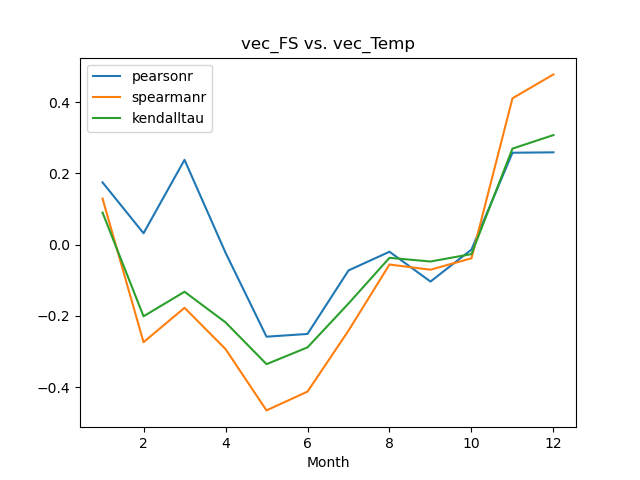 vec_FS vs. vec_Temp
pearsonr
spearmanr
kendalltau
0.4
0.2
0.0
−0.2
−0.4
2 4 6 8 10 12
Month